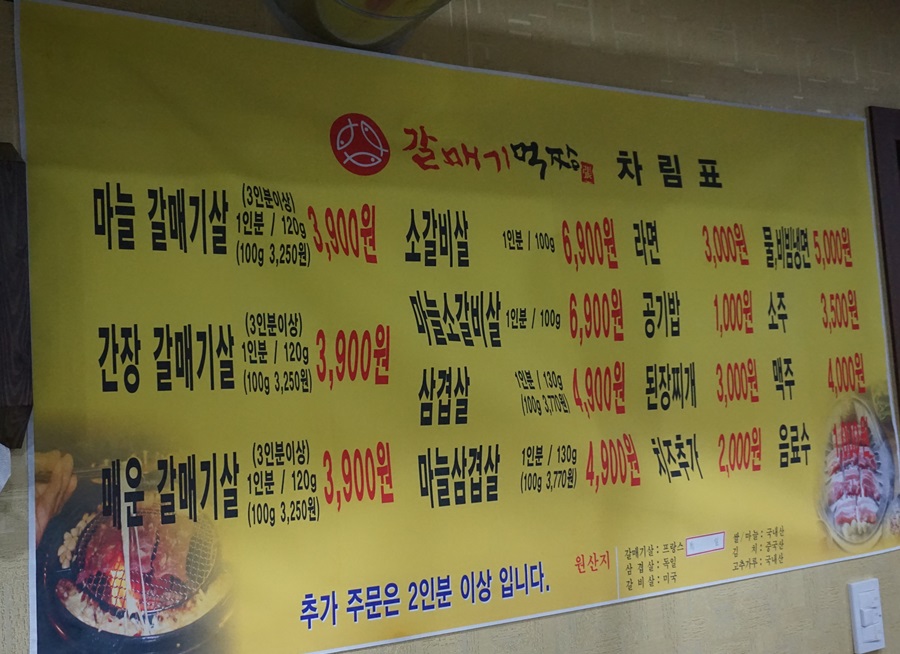 갈매기먹짱 차림표
마늘 갈매기살 (3인분이상) 1인분 / 120g (100g 3,250원) 3,900원
간장 갈매기살 (3인분이상) 1인분 / 120g (100g 3,250원) 3,900원
매운 갈매기살 (3인분이상) 1인분 / 120g (100g 3,250원) 3,900원
소갈비살 1인분 / 100g 6,900원
마늘소갈비살 1인분 / 100g 6,900원
삼겹살 1인분 / 130g (100g 3,770원) 4,900원
마늘삼겹살 1인분 / 130g (100g 3,770원) 4,900원
라면 3,000원
공기밥 1,000원
된장찌개 3,000원
치즈추가 2,000원
물,비빔냉면 5,000원
소주 3,500원
맥주 4,000원
음료수
추가 주문은 2인분 이상 입니다.
원산지
갈매기살 : 프랑스
삼겹살 : 독일
갈비살 : 미국
쌀/마늘 : 국내산
김치 : 중국산
고추가루 : 국내산